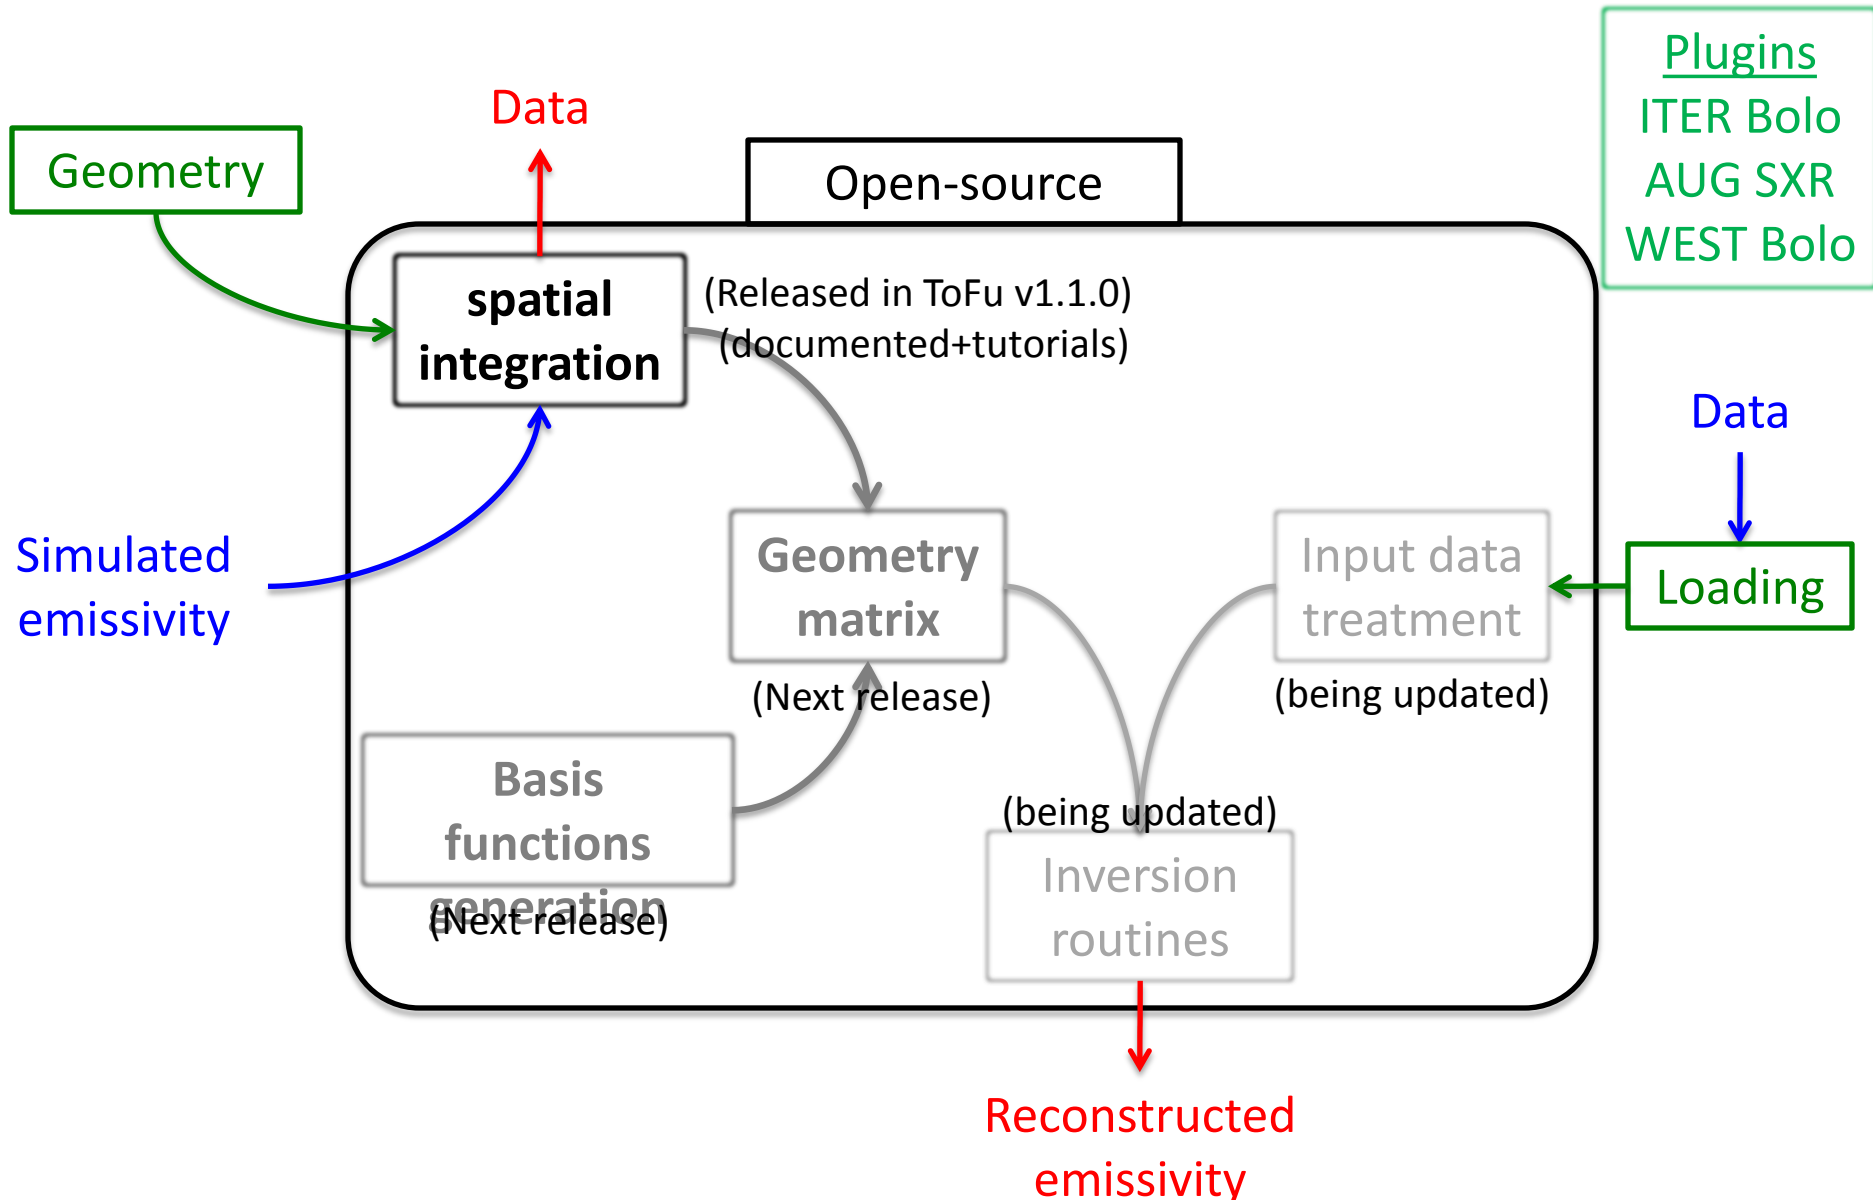 Plugins
ITER Bolo
AUG SXR
WEST Bolo
Data
Geometry
Open-source
spatial
integration
(Released in ToFu v1.1.0)
(documented+tutorials)
Data
Simulated
emissivity
Geometry
matrix
(Next release)
Input data
treatment
(being updated)
Loading
Basis
functions
generation
(Next release)
(being updated)
Inversion
routines
Reconstructed
emissivity